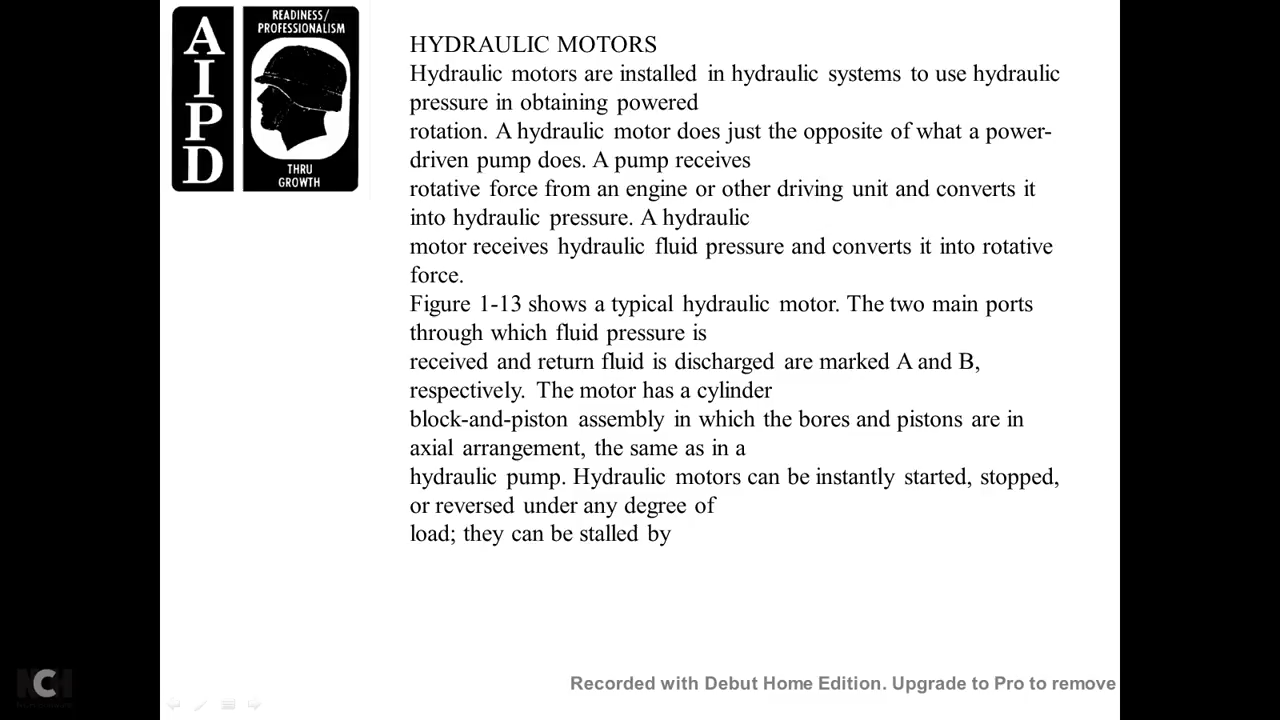 AIPD
READINESS/
PROFESSIONALISM
THRU
GROWTH
HYDRAULIC MOTORS
Hydraulic motors are installed in hydraulic systems to use hydraulic
pressure in obtaining powered
rotation. A hydraulic motor does just the opposite of what a power-
driven pump does. A pump receives
rotative force from an engine or other driving unit and converts it
into hydraulic pressure. A hydraulic
motor receives hydraulic fluid pressure and converts it into rotative
force.
Figure 1-13 shows a typical hydraulic motor. The two main ports
through which fluid pressure is
received and return fluid is discharged are marked A and B,
respectively. The motor has a cylinder
block-and-piston assembly in which the bores and pistons are in
axial arrangement, the same as in a
hydraulic pump. Hydraulic motors can be instantly started, stopped,
or reversed under any degree of
load; they can be stalled by
Recorded with Debut Home Edition. Upgrade to Pro to remove